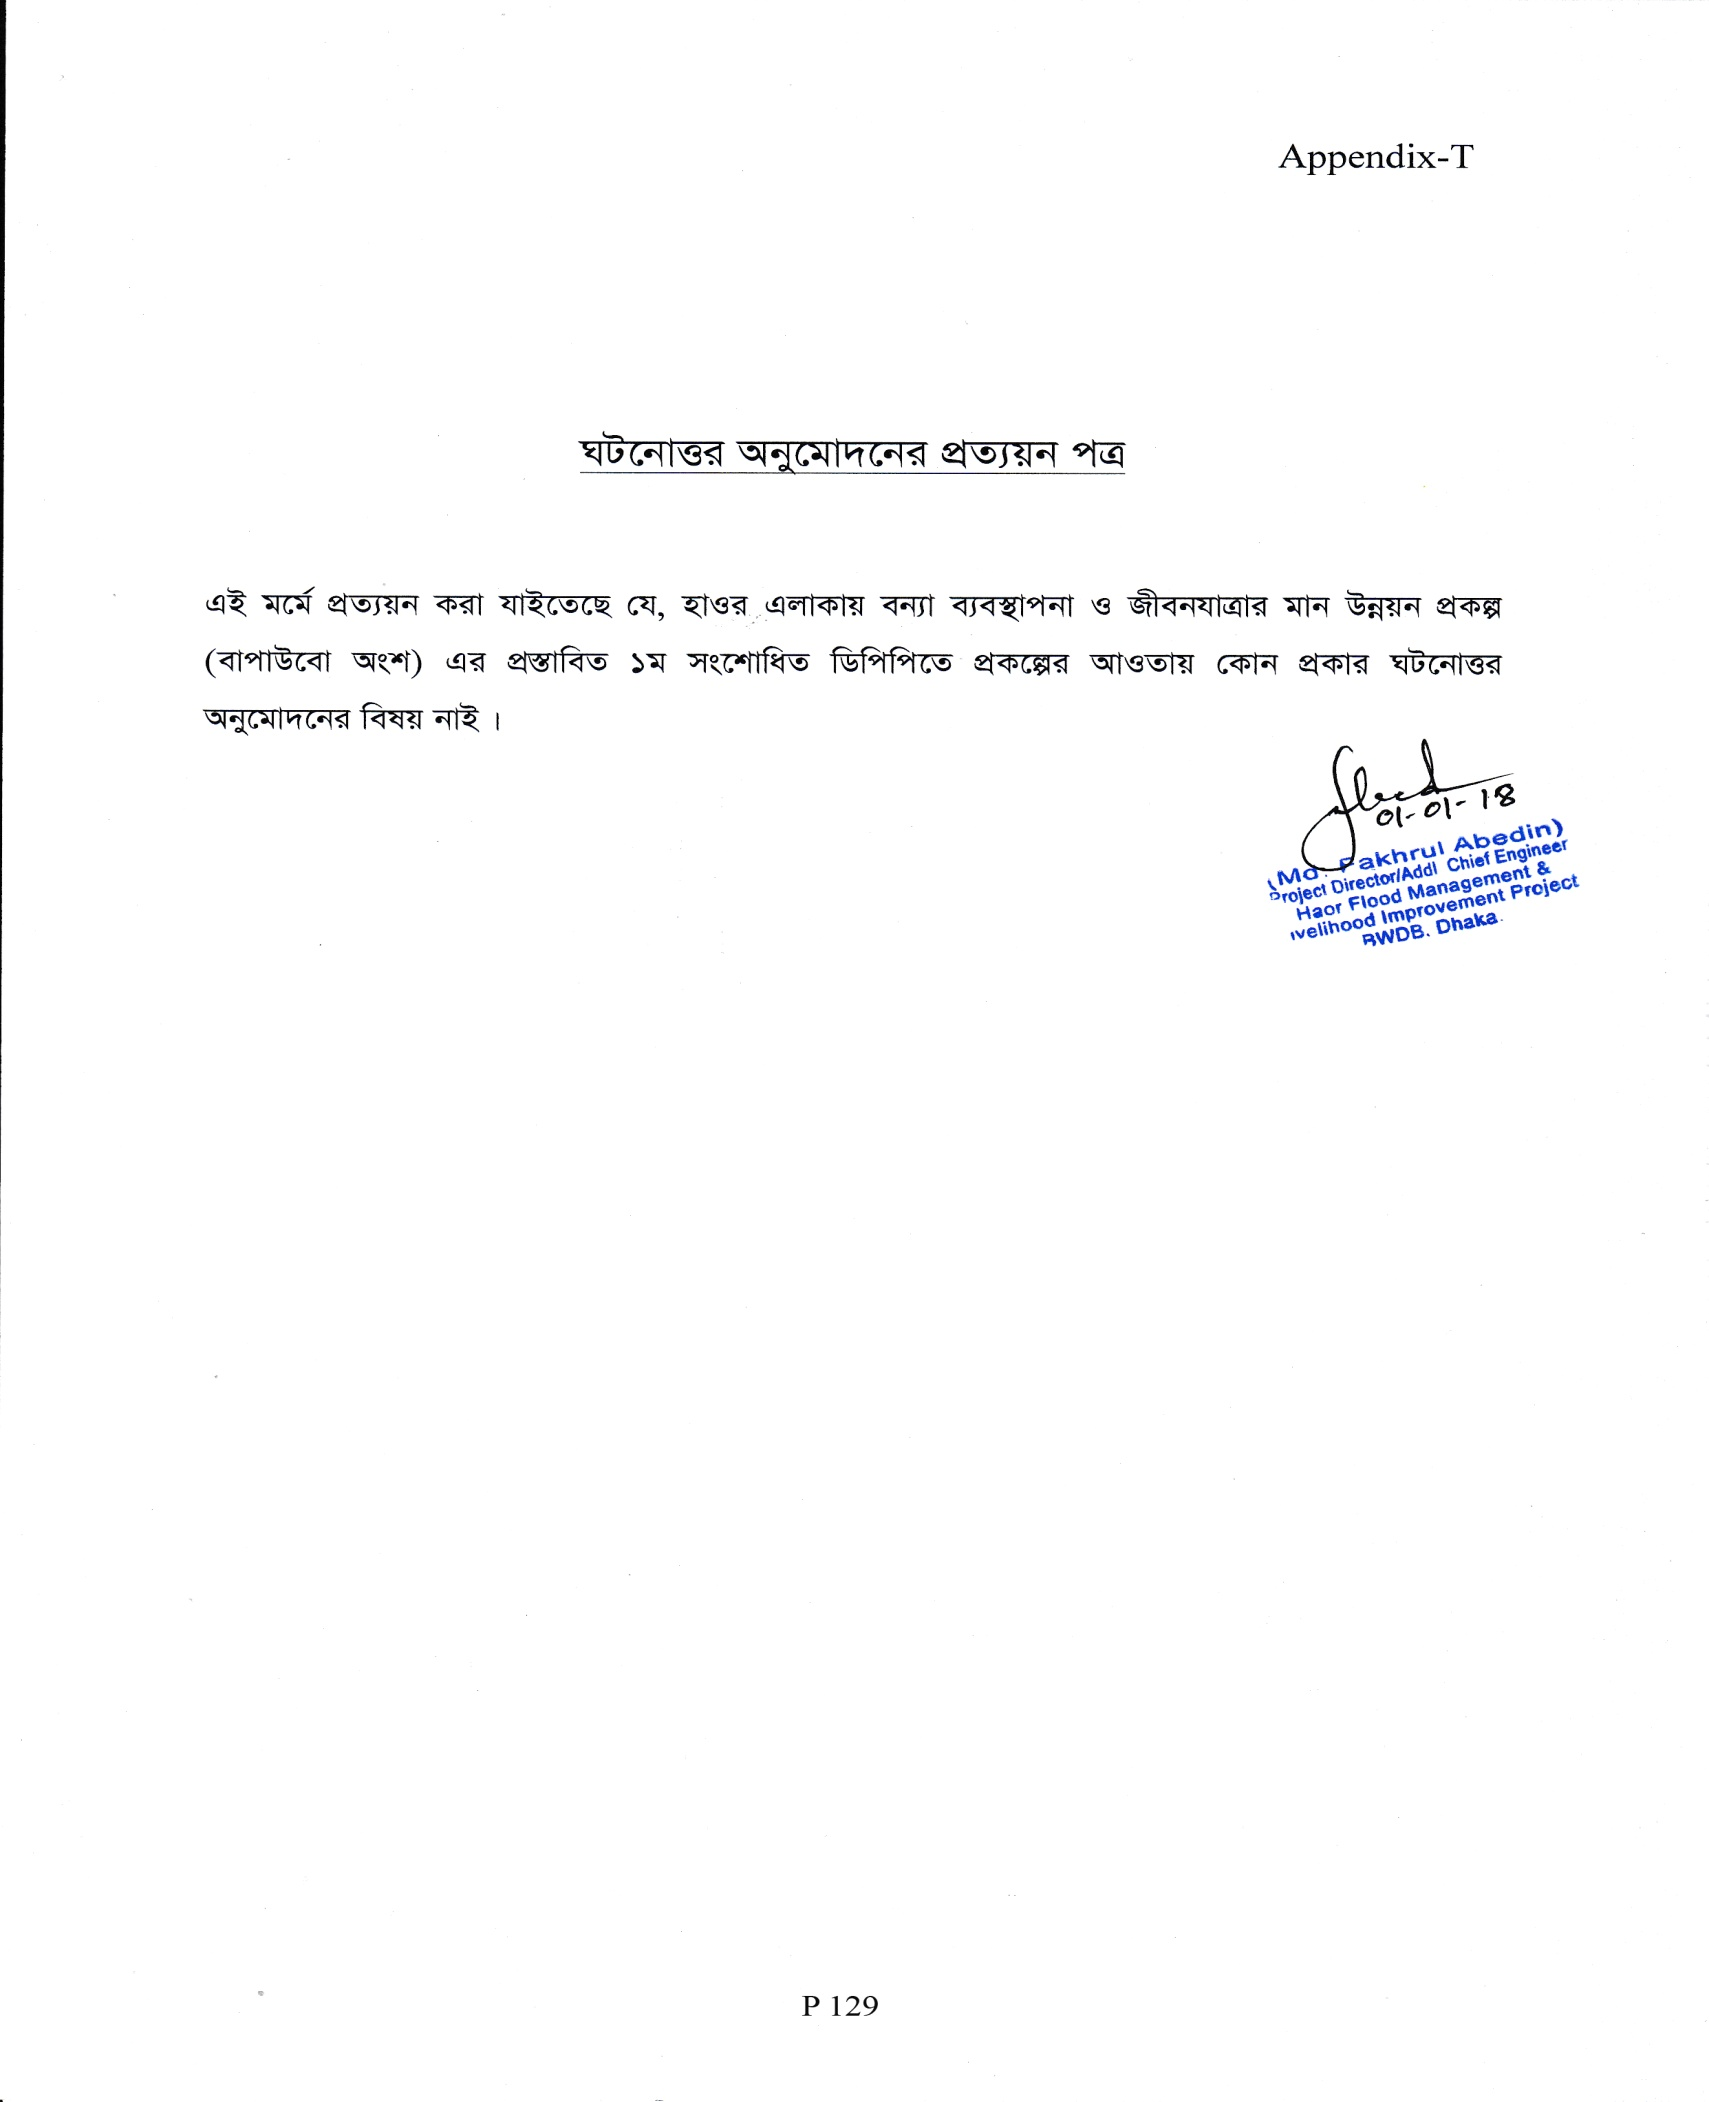 Appendix-T
ঘটনোত্তর অনুমোদনের প্রত্যয়ন পত্র
এই মর্মে প্রত্যয়ন করা যাইতেছে যে, হাওর এলাকায় বন্যা ব্যবস্থাপনা ও জীবনযাত্রার মান উন্নয়ন প্রকল্প
(বাপাউবো অংশ) এর প্রস্তাবিত ১ম সংশোধিত ডিপিপিতে প্রকল্পের আওতায় কোন প্রকার ঘটনোত্তর
অনুমোদনের বিষয় নাই ।
01-01-18
(Md. Fakhrul Abedin)
Project Director/Addl Chief Engineer
Haor Flood Management &
ivelihood Improvement Project
BWDB. Dhaka.
P 129